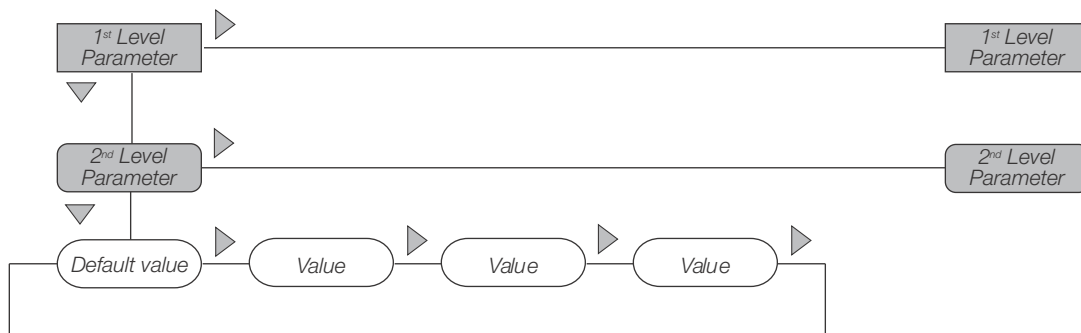 1st Level
Parameter
1st Level
Parameter
2nd Level
Parameter
2nd Level
Parameter
Default value
Value
Value
Value